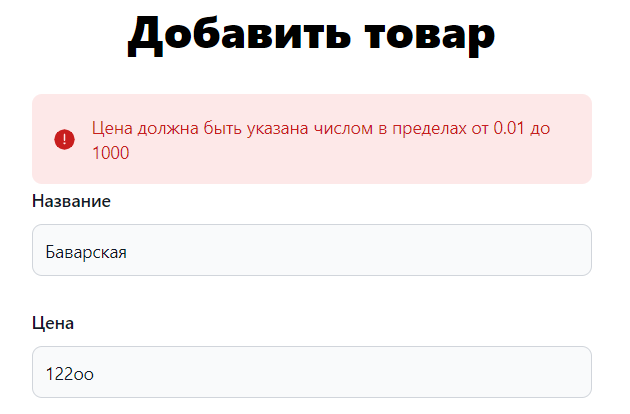 Добавить товар
Цена должна быть указана числом в пределах от 0.01 до
1000
Название
Баварская
Цена
122оо